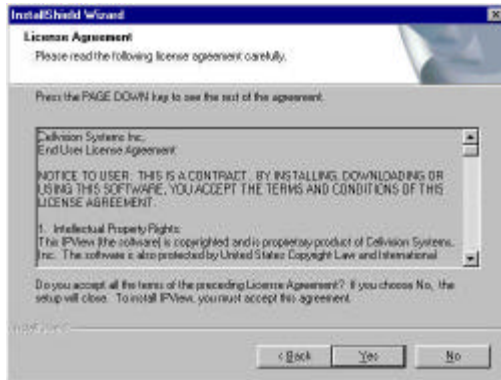 InstallShield Wizard
License Agreement
Please read the following license agreement carefully.
Press the PAGE DOWN key to see the rest of the agreement.
Cellvision Systems Inc,
End User License Agreement
NOTICE TO USER: THIS IS A CONTRACT. BY INSTALLING, DOWNLOADING OR
USING THIS SOFTWARE, YOU ACCEPT THE TERMS AND CONDITIONS OF THIS
LICENSE AGREEMENT.
1. Intellectual Property Rights:
This IPView (the software) is copyrighted and is proprietary product of Cellvision Systems,
Inc. The software is also protected by United States Copyright Law and International
Do you accept all the terms of the preceding License Agreement? If you choose No, the
setup will close. To install IPView, you must accept this agreement.
InstallShield
< Back
Yes
No